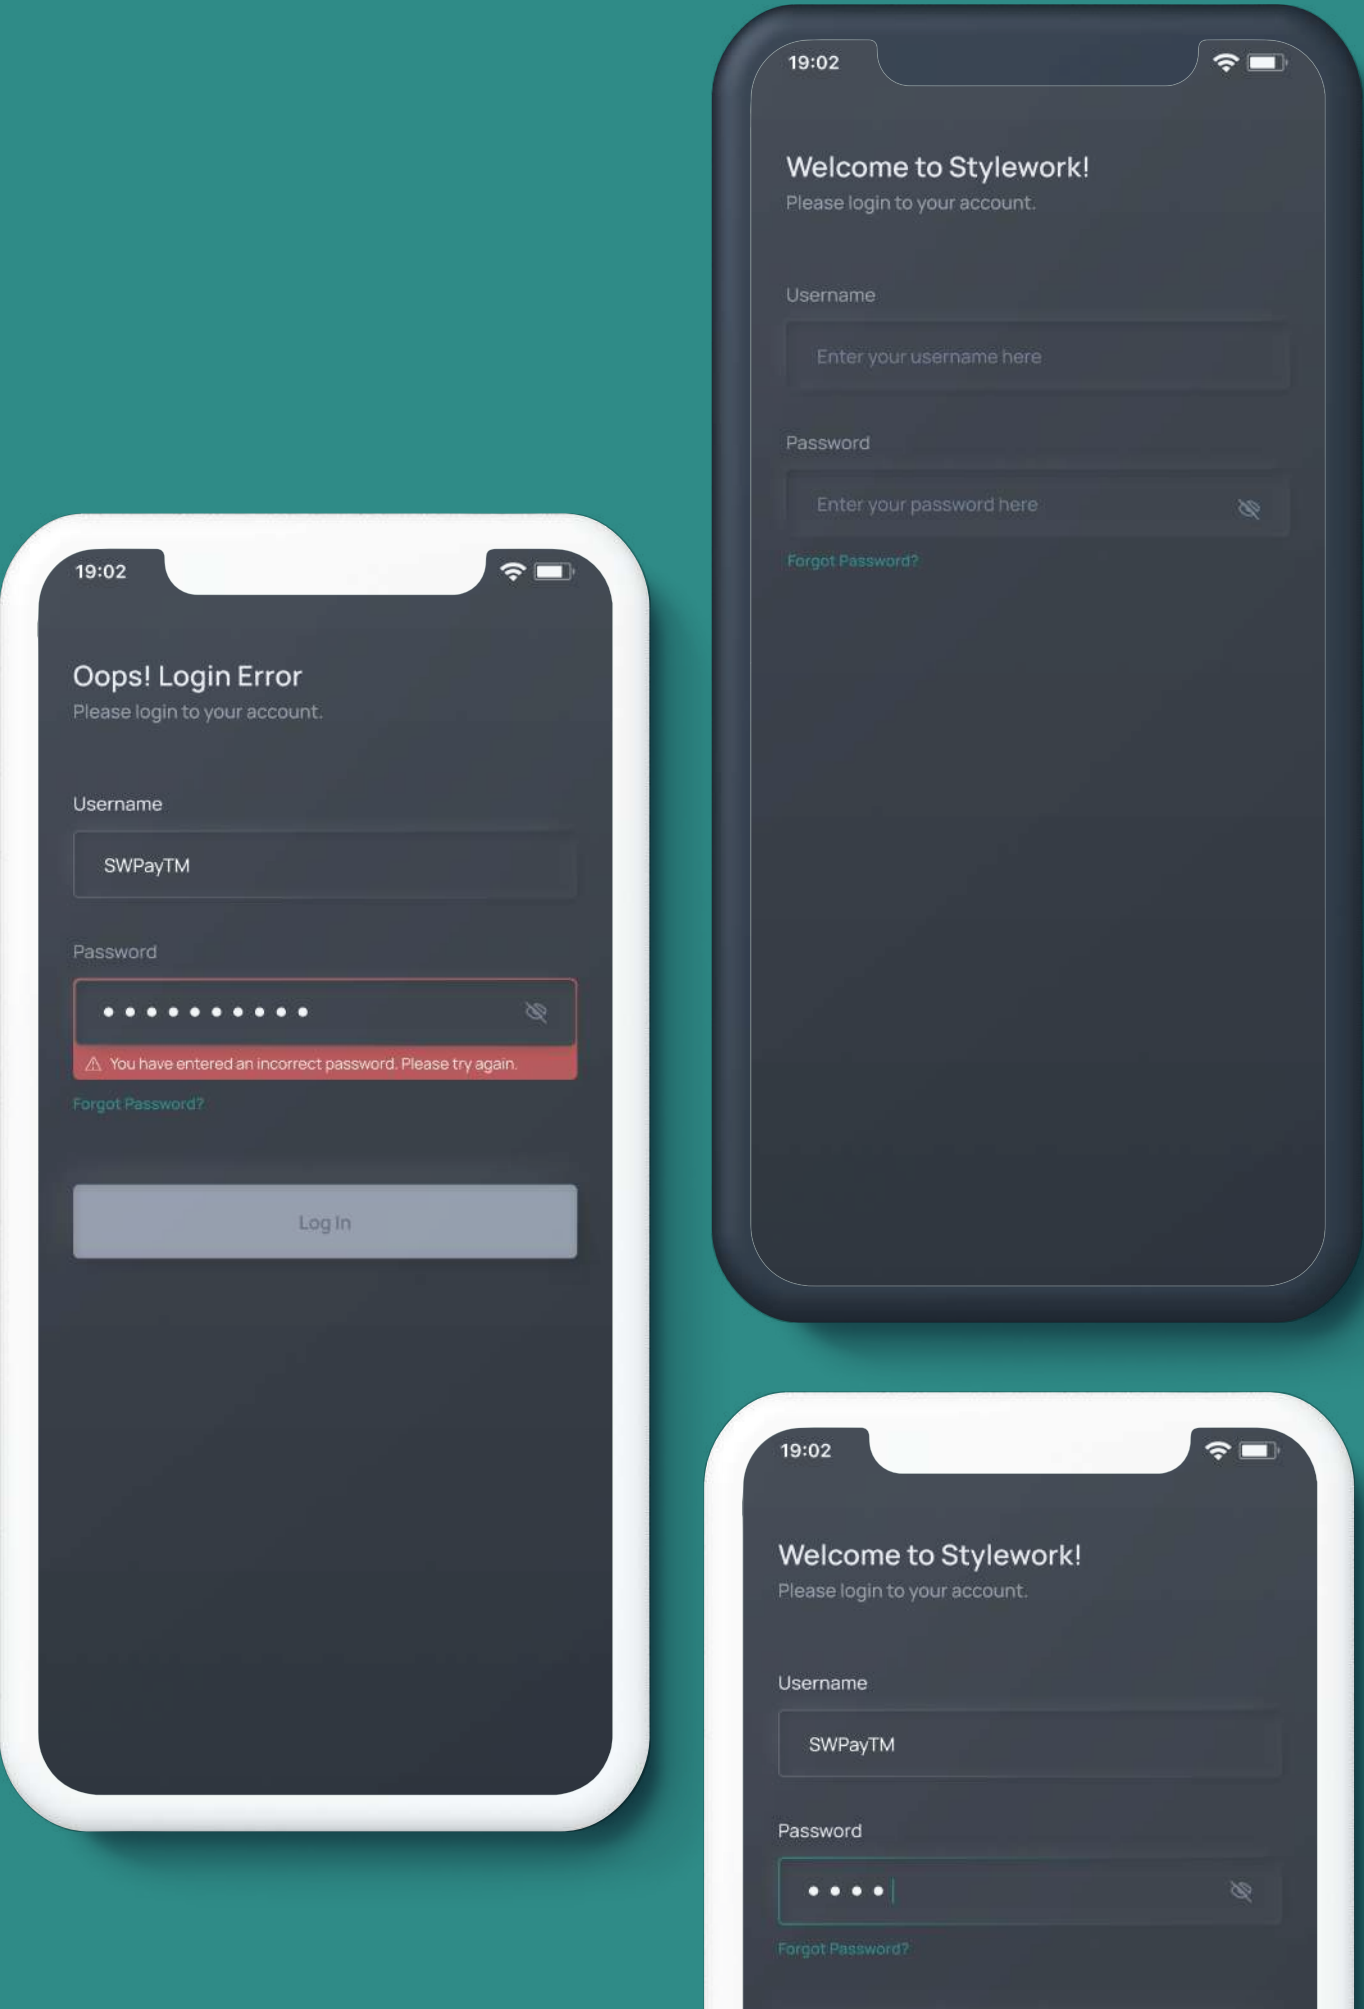 19:02
Welcome to Stylework!
Please login to your account.
Username
Enter your username here
Password
Enter your password here
Forgot Password?
19:02
Oops! Login Error
Please login to your account.
Username
SWPayTM
Password
You have entered an incorrect password. Please try again.
Forgot Password?
Log In
19:02
Welcome to Stylework!
Please login to your account.
Username
SWPayTM
Password
Forgot Password?